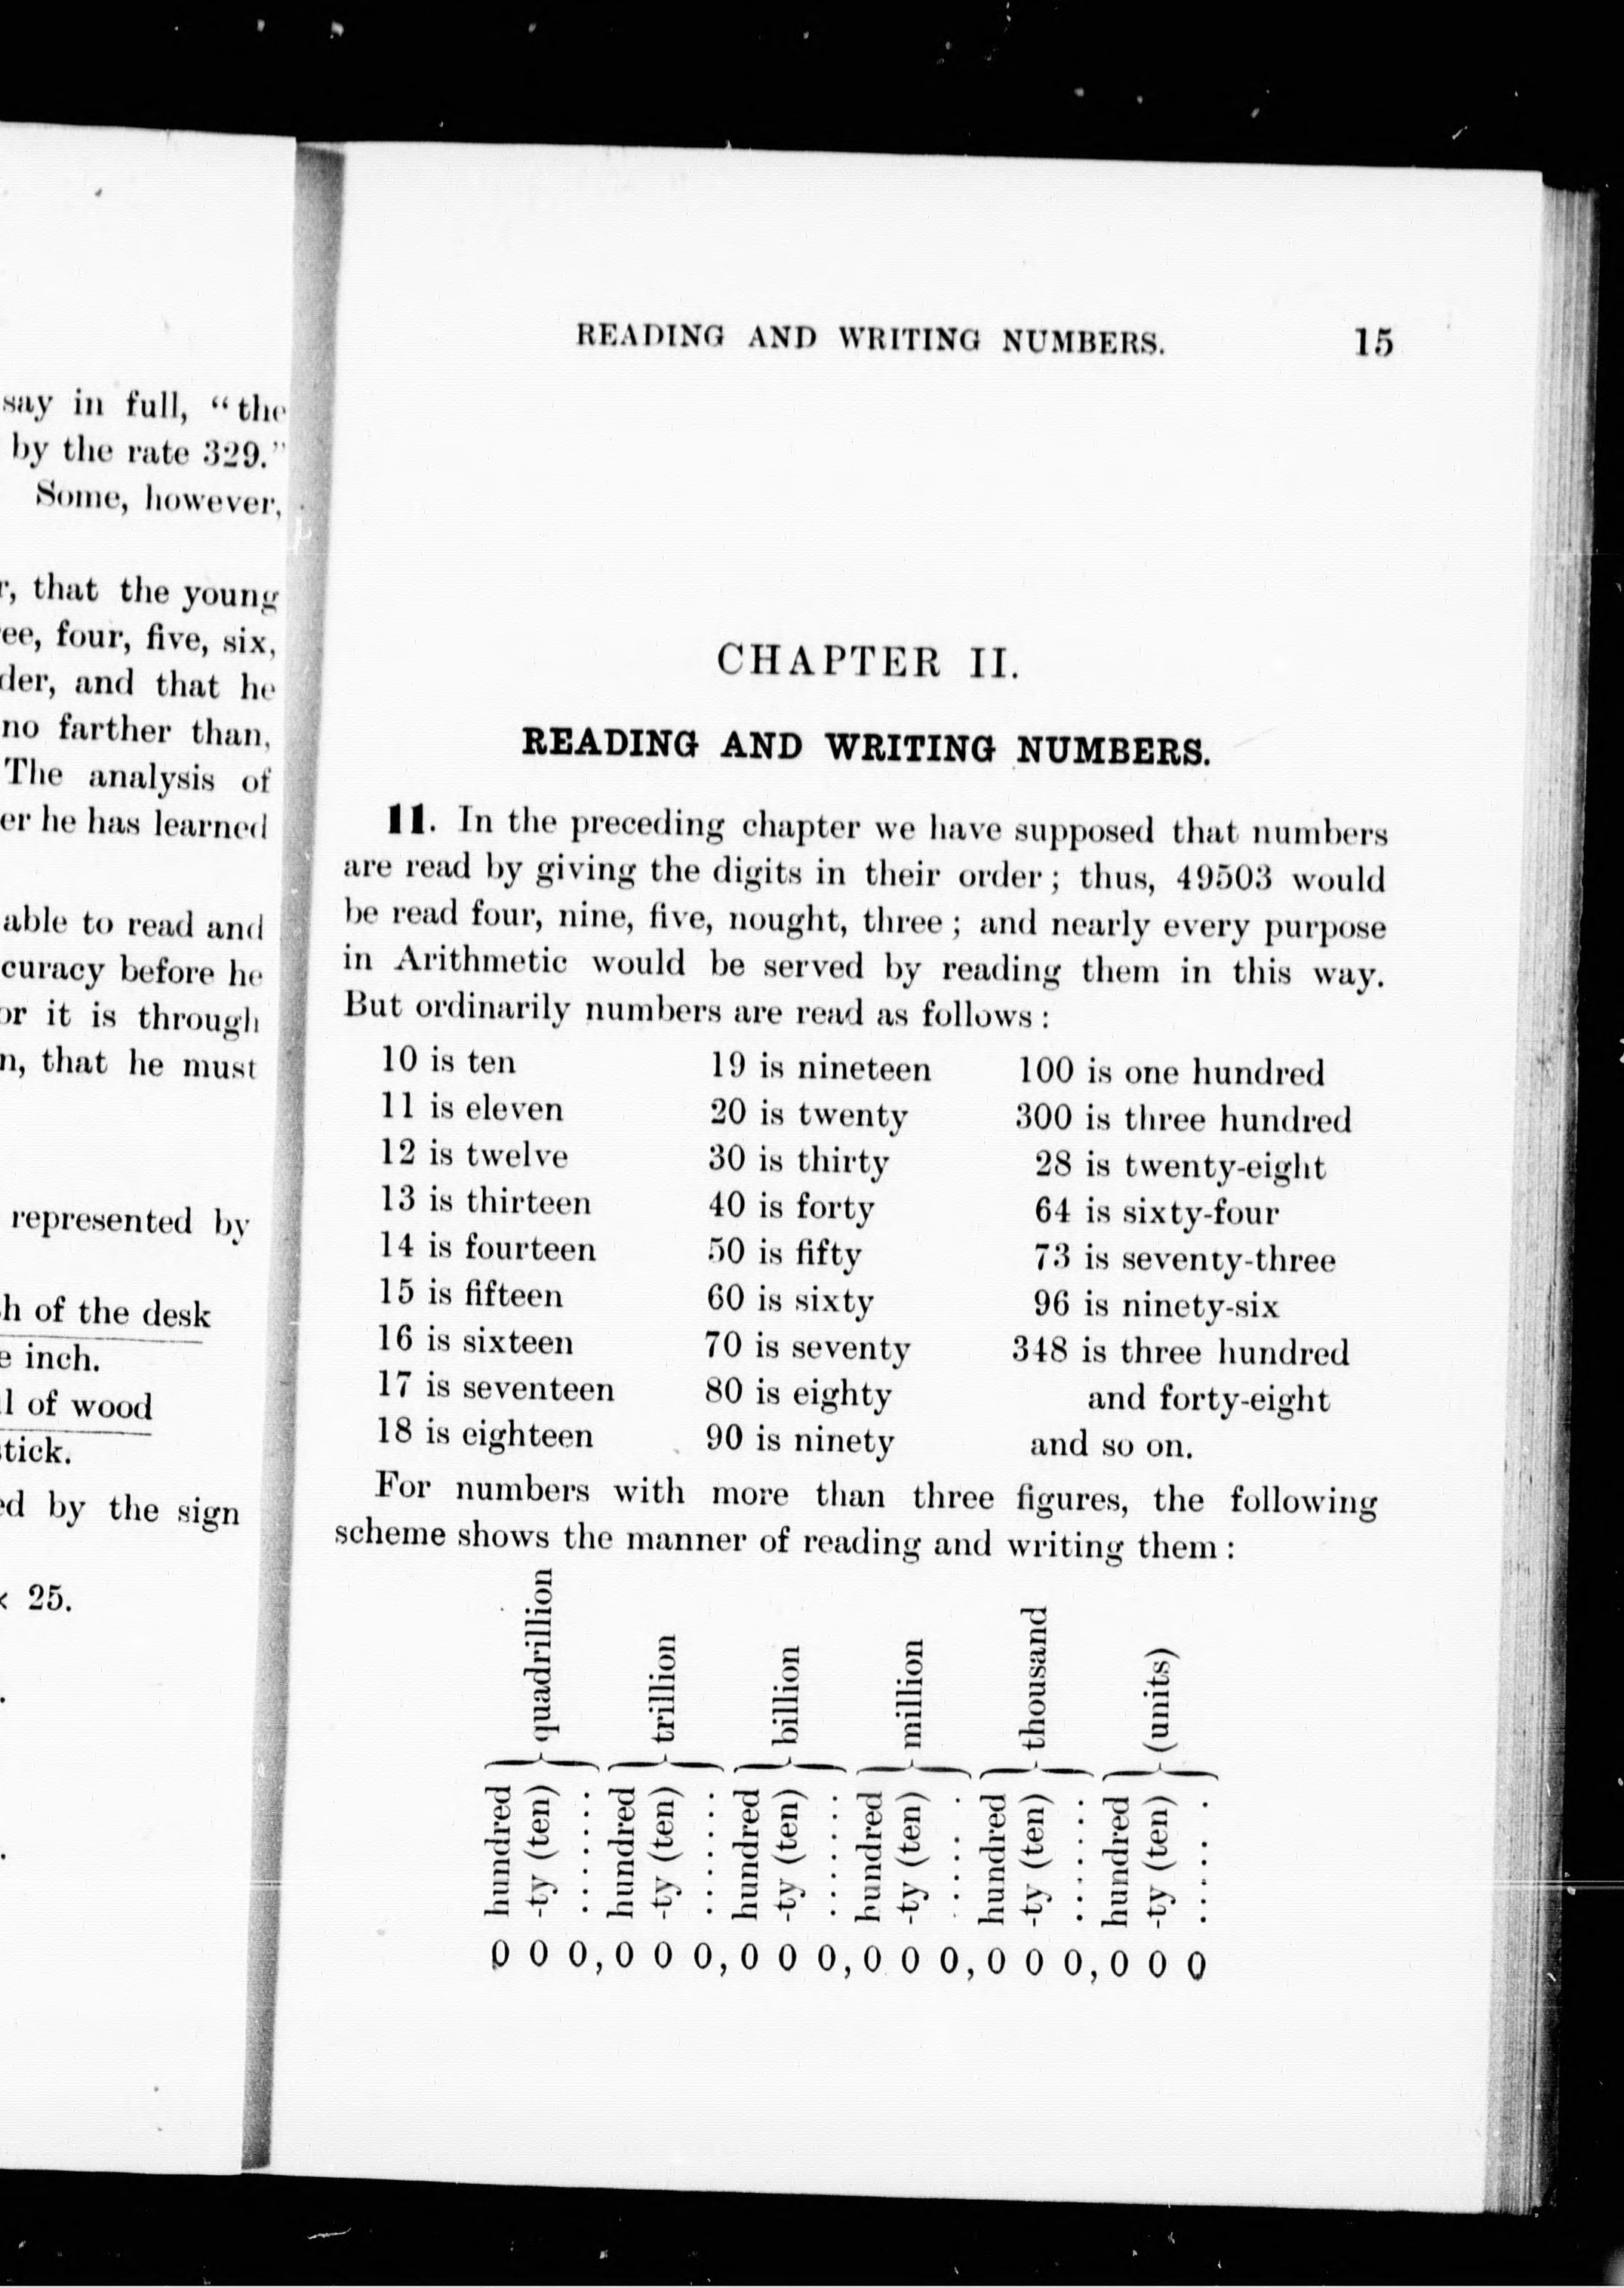 say in full, "the
by the rate 329."
Some, however,
that the young
four, five, six,
and that he
no farther than,
The analysis of
he has learned
able to read and
before he
it is through
that he must
represented by
of the desk
inch.
of wood
by the sign
25.
READING AND WRITING NUMBERS. 15
CHAPTER II.
READING AND WRITING NUMBERS.
11. In the preceding chapter we have supposed that numbers
are read by giving the digits in their order; thus, 49503 would
be read four, nine, five, nought, three; and nearly every purpose
in Arithmetic would be served by reading them in this way.
But ordinarily numbers are read as follows:
10 is ten 19 is nineteen 100 is one hundred
11 is eleven 20 is twenty 300 is three hundred
12 is twelve 30 is thirty 28 is twenty-eight
13 is thirteen 40 is forty 64 is sixty-four
14 is fourteen 50 is fifty 73 is seventy-three
15 is fifteen 60 is sixty 96 is ninety-six
16 is sixteen 70 is seventy 348 is three hundred
17 is seventeen 80 is eighty and forty-eight
18 is eighteen 90 is ninety and so on.
For numbers with more than three figures, the following
scheme shows the manner of reading and writing them:
quadrillion trillion billion million thousand (units)
hundred -ty (ten) ....... hundred -ty (ten) ....... hundred -ty (ten) ....... hundred -ty (ten) ...... hundred -ty (ten) ....... hundred -ty (ten) ......
0 0 0, 0 0 0, 0 0 0, 0 0 0, 0 0 0, 0 0 0